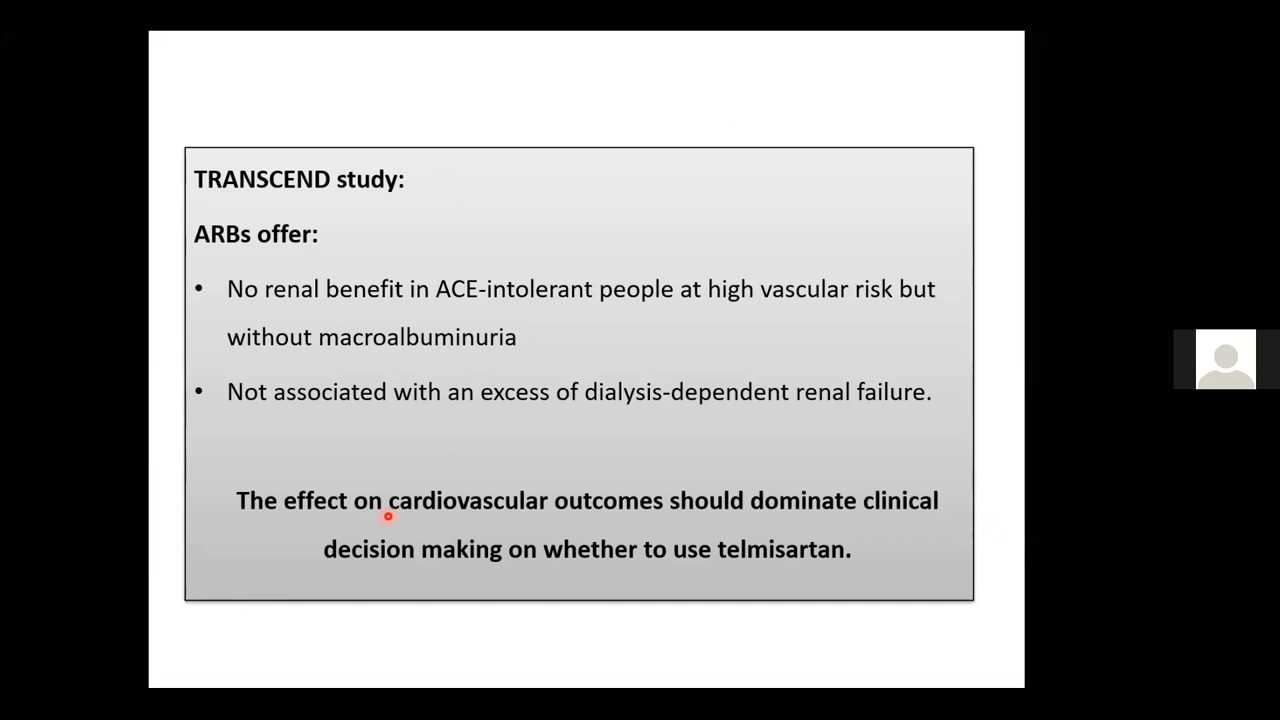 TRANSCEND study:
ARBs offer:
• No renal benefit in ACE-intolerant people at high vascular risk but
without macroalbuminuria
• Not associated with an excess of dialysis-dependent renal failure.
The effect on cardiovascular outcomes should dominate clinical
decision making on whether to use telmisartan.